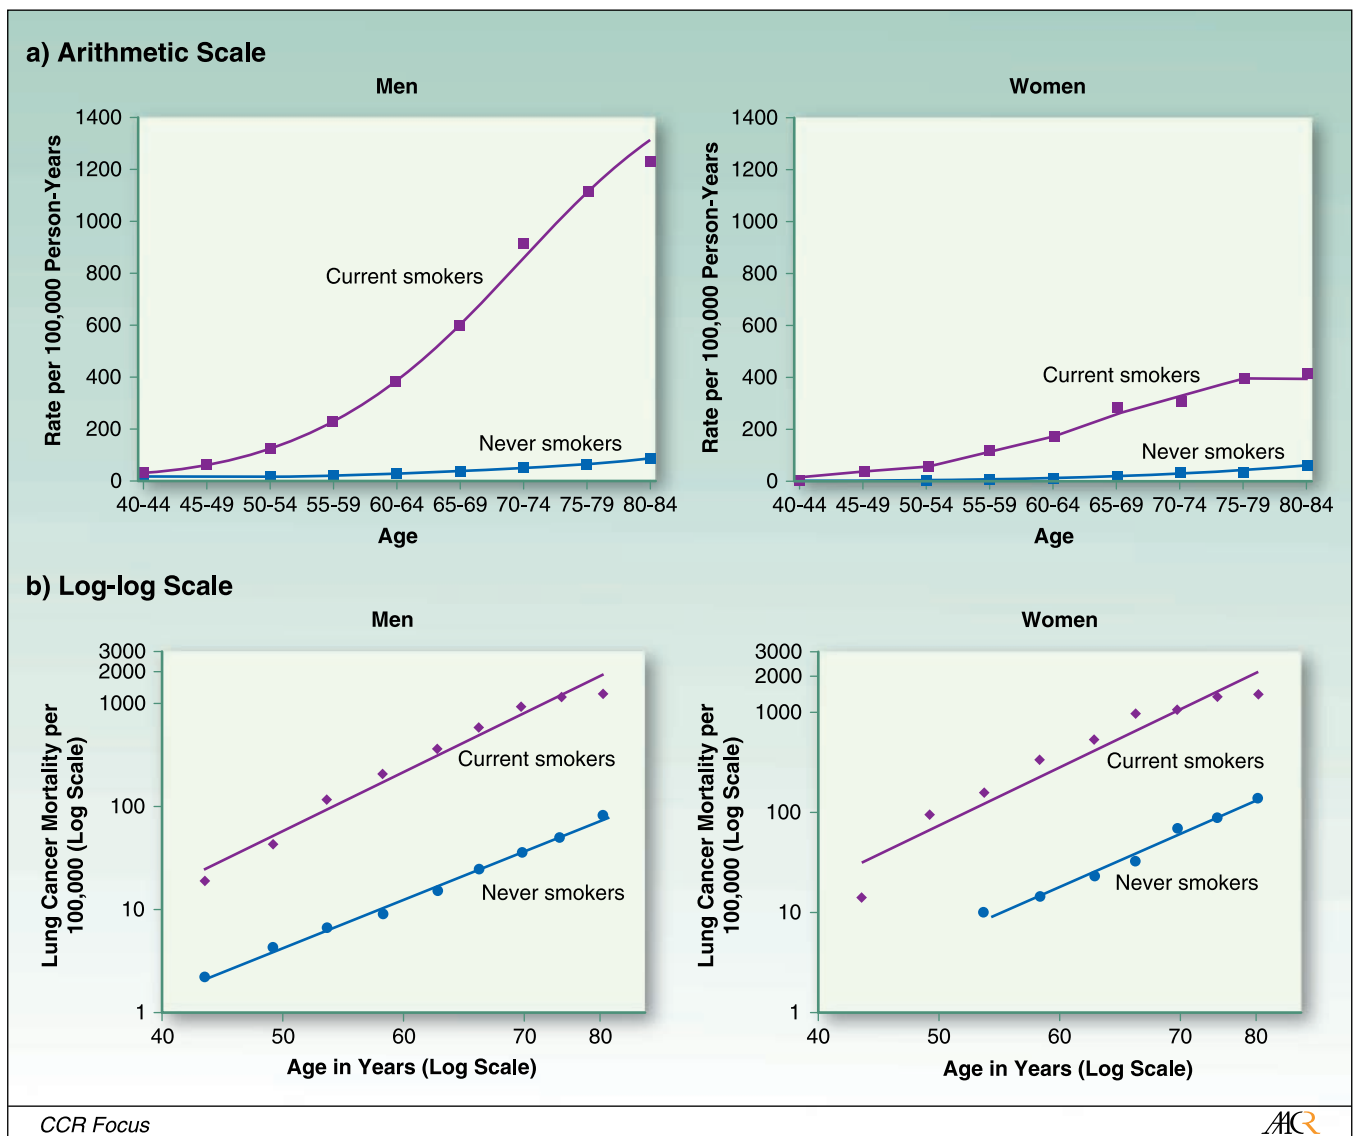 a) Arithmetic Scale
Men
Women
Rate per 100,000 Person-Years
1400
1200
1000
800
600
400
200
0
Current smokers
Never smokers
40-44 45-49 50-54 55-59 60-64 65-69 70-74 75-79 80-84
Age
Rate per 100,000 Person-Years
1400
1200
1000
800
600
400
200
0
Current smokers
Never smokers
40-44 45-49 50-54 55-59 60-64 65-69 70-74 75-79 80-84
Age
b) Log-log Scale
Men
Women
Lung Cancer Mortality per
100,000 (Log Scale)
3000
2000
1000
100
10
1
Current smokers
Never smokers
40 50 60 70 80
Age in Years (Log Scale)
Lung Cancer Mortality per
100,000 (Log Scale)
3000
2000
1000
100
10
1
Current smokers
Never smokers
40 50 60 70 80
Age in Years (Log Scale)
CCR Focus
AACR